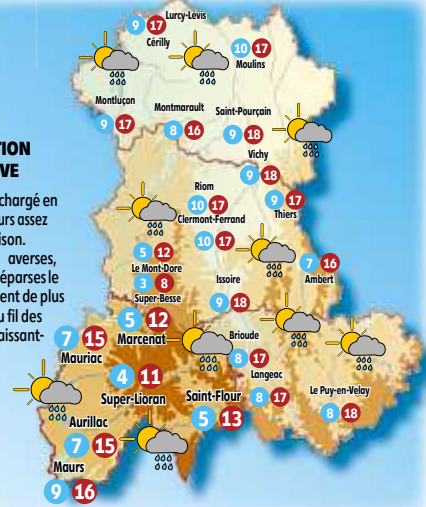 Lurcy-Lévis
9 17
Cérilly
10 17
Moulins
Montluçon
9 17
Montmarault
8 16
Saint-Pourçain
9 18
Vichy
9 18
TION
VE
chargé en
urs assez
ison.
averses,
éparses le
ent de plus
u fil des
aissant-
Riom
10 17
Clermont-Ferrand
10 17
9 17
Thiers
5 12
Le Mont-Dore
3 8
Super-Besse
7 16
Ambert
Issoire
9 18
5 12
Marcenat
7 15
Mauriac
Brioude
8 17
Langeac
8 17
4 11
Super-Lioran
Saint-Flour
5 13
Le Puy-en-Velay
8 18
Aurillac
7 15
Maurs
9 16